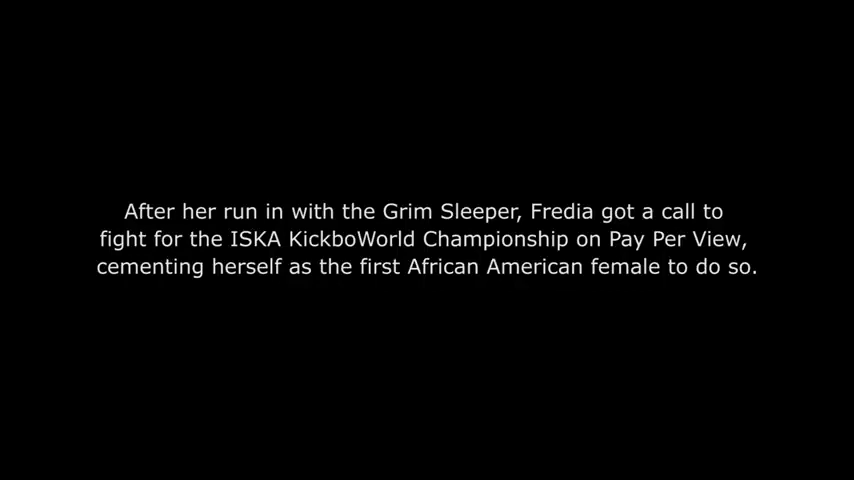 After her run in with the Grim Sleeper, Fredia got a call to
fight for the ISKA KickboWorld Championship on Pay Per View,
cementing herself as the first African American female to do so.